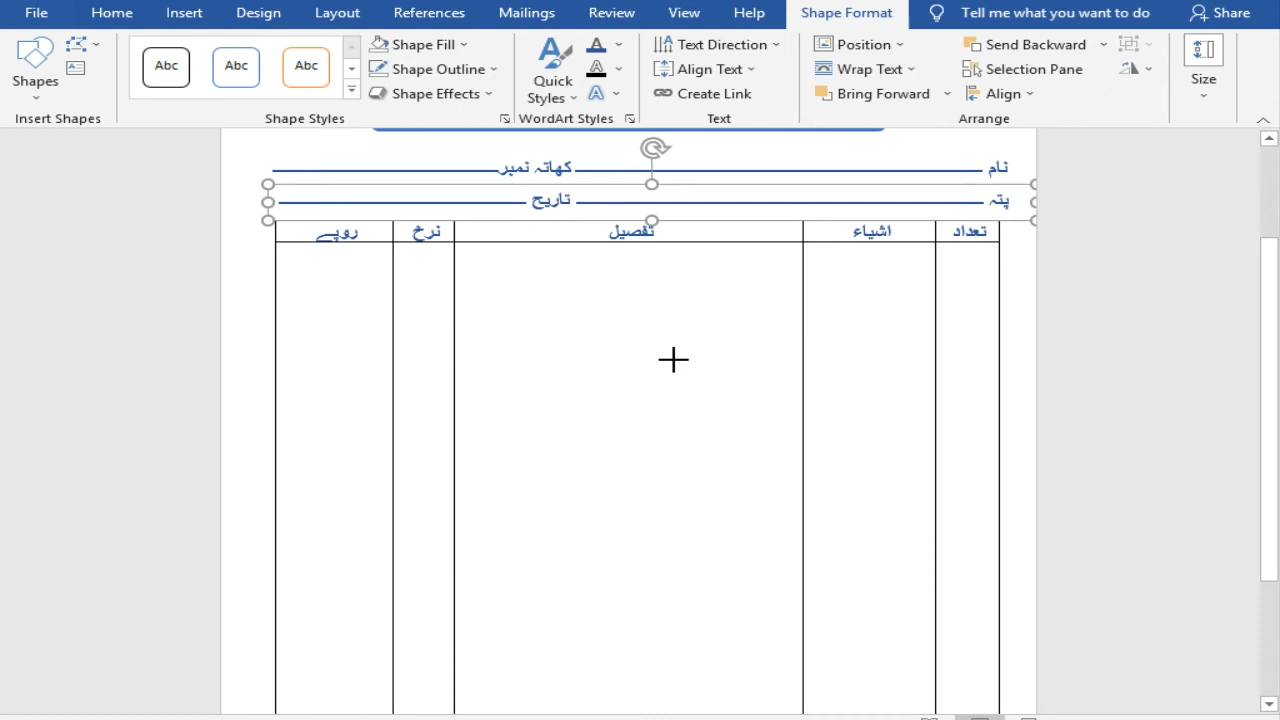 File Home Insert Design Layout References Mailings Review View Help Shape Format Tell me what you want to do Share
Shapes
Abc Abc Abc
Shape Fill
Shape Outline
Shape Effects
Quick Styles
Text Direction
Align Text
Create Link
Position
Wrap Text
Bring Forward
Send Backward
Selection Pane
Align
Size
Insert Shapes Shape Styles WordArt Styles Text Arrange
نام کھاتہ نمبر
پتہ تاریح
تعداد اشیاء تفصیل نرخ روپے